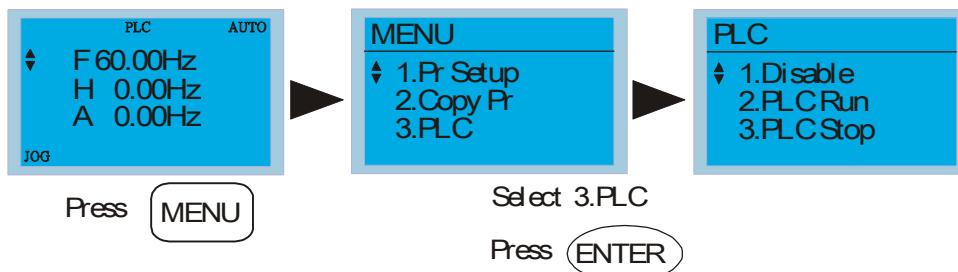 PLC AUTO
F 60.00Hz
H 0.00Hz
A 0.00Hz
JOG
Press MENU
MENU
1.Pr Setup
2.Copy Pr
3.PLC
Select 3.PLC
Press ENTER
PLC
1.Disable
2.PLC Run
3.PLC Stop